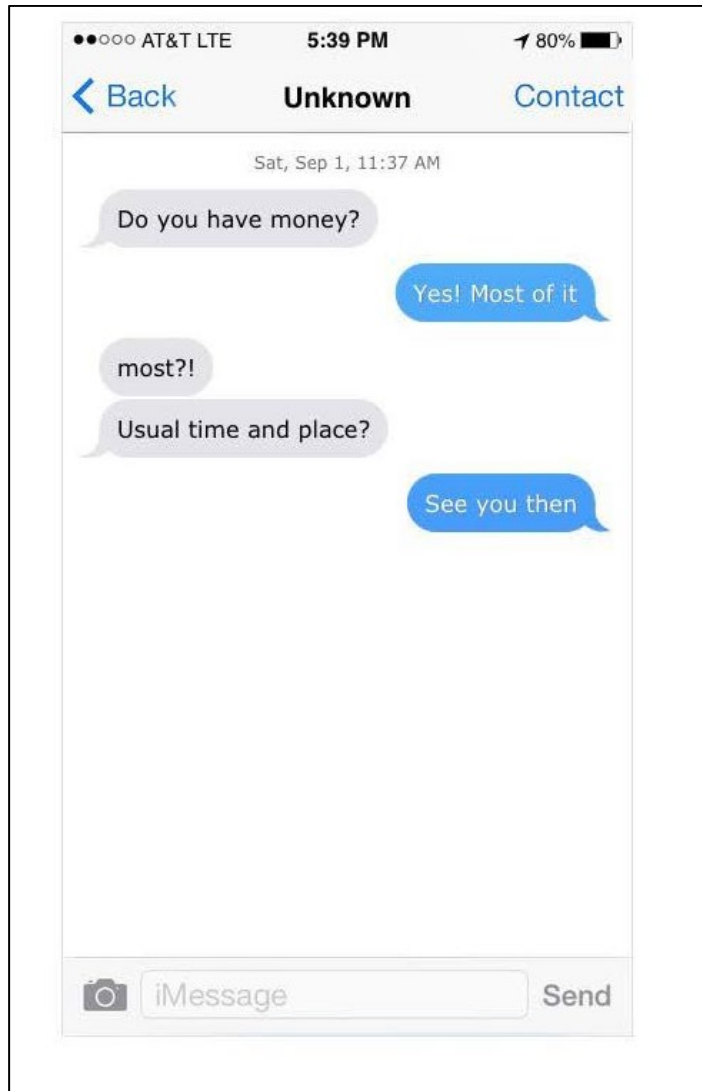 AT&T LTE 5:39 PM 80%
Back Unknown Contact
Sat, Sep 1, 11:37 AM
Do you have money?
Yes! Most of it
most?!
Usual time and place?
See you then
iMessage Send